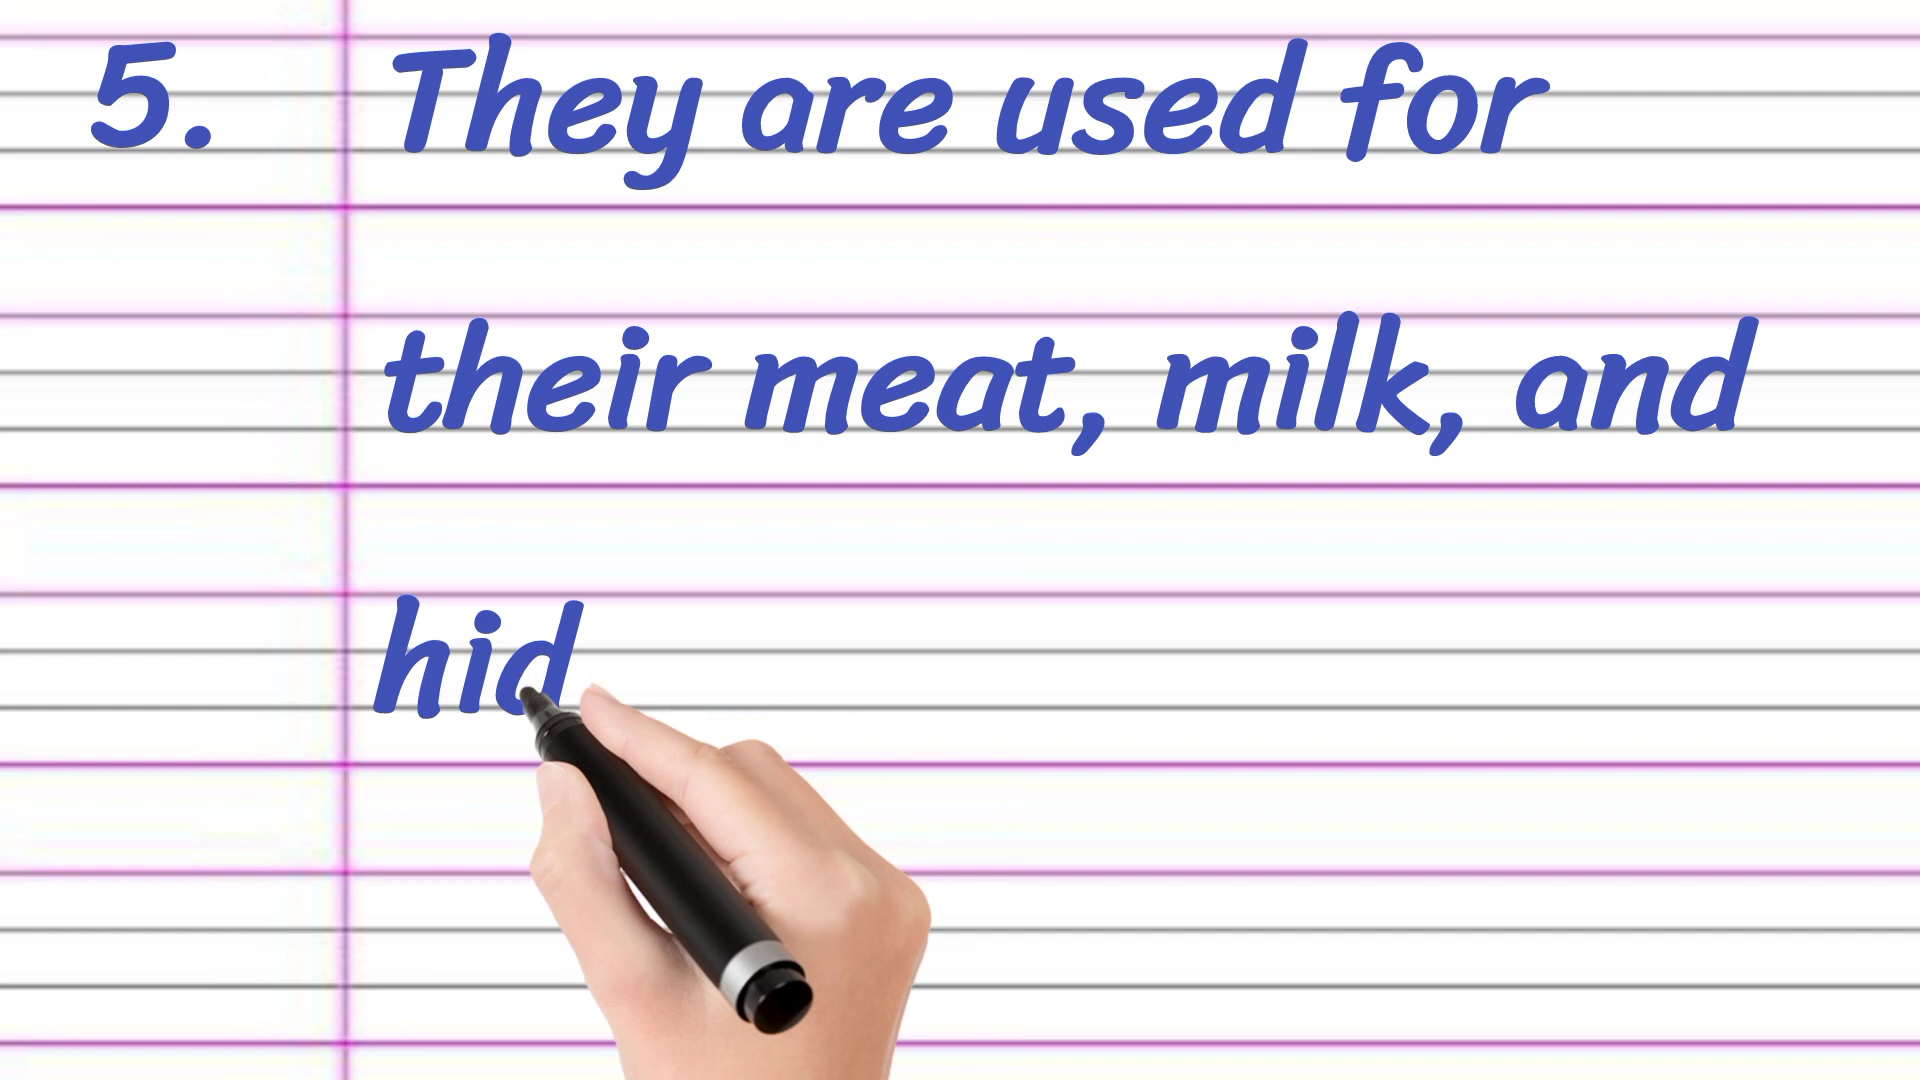 5. They are used for
their meat, milk, and
hid